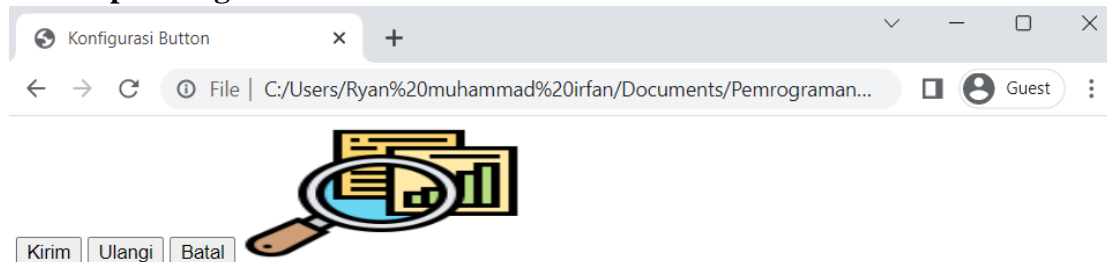 Konfigurasi Button
File | C:/Users/Ryan%20muhammad%20irfan/Documents/Pemrograman... Guest
Kirim Ulangi Batal